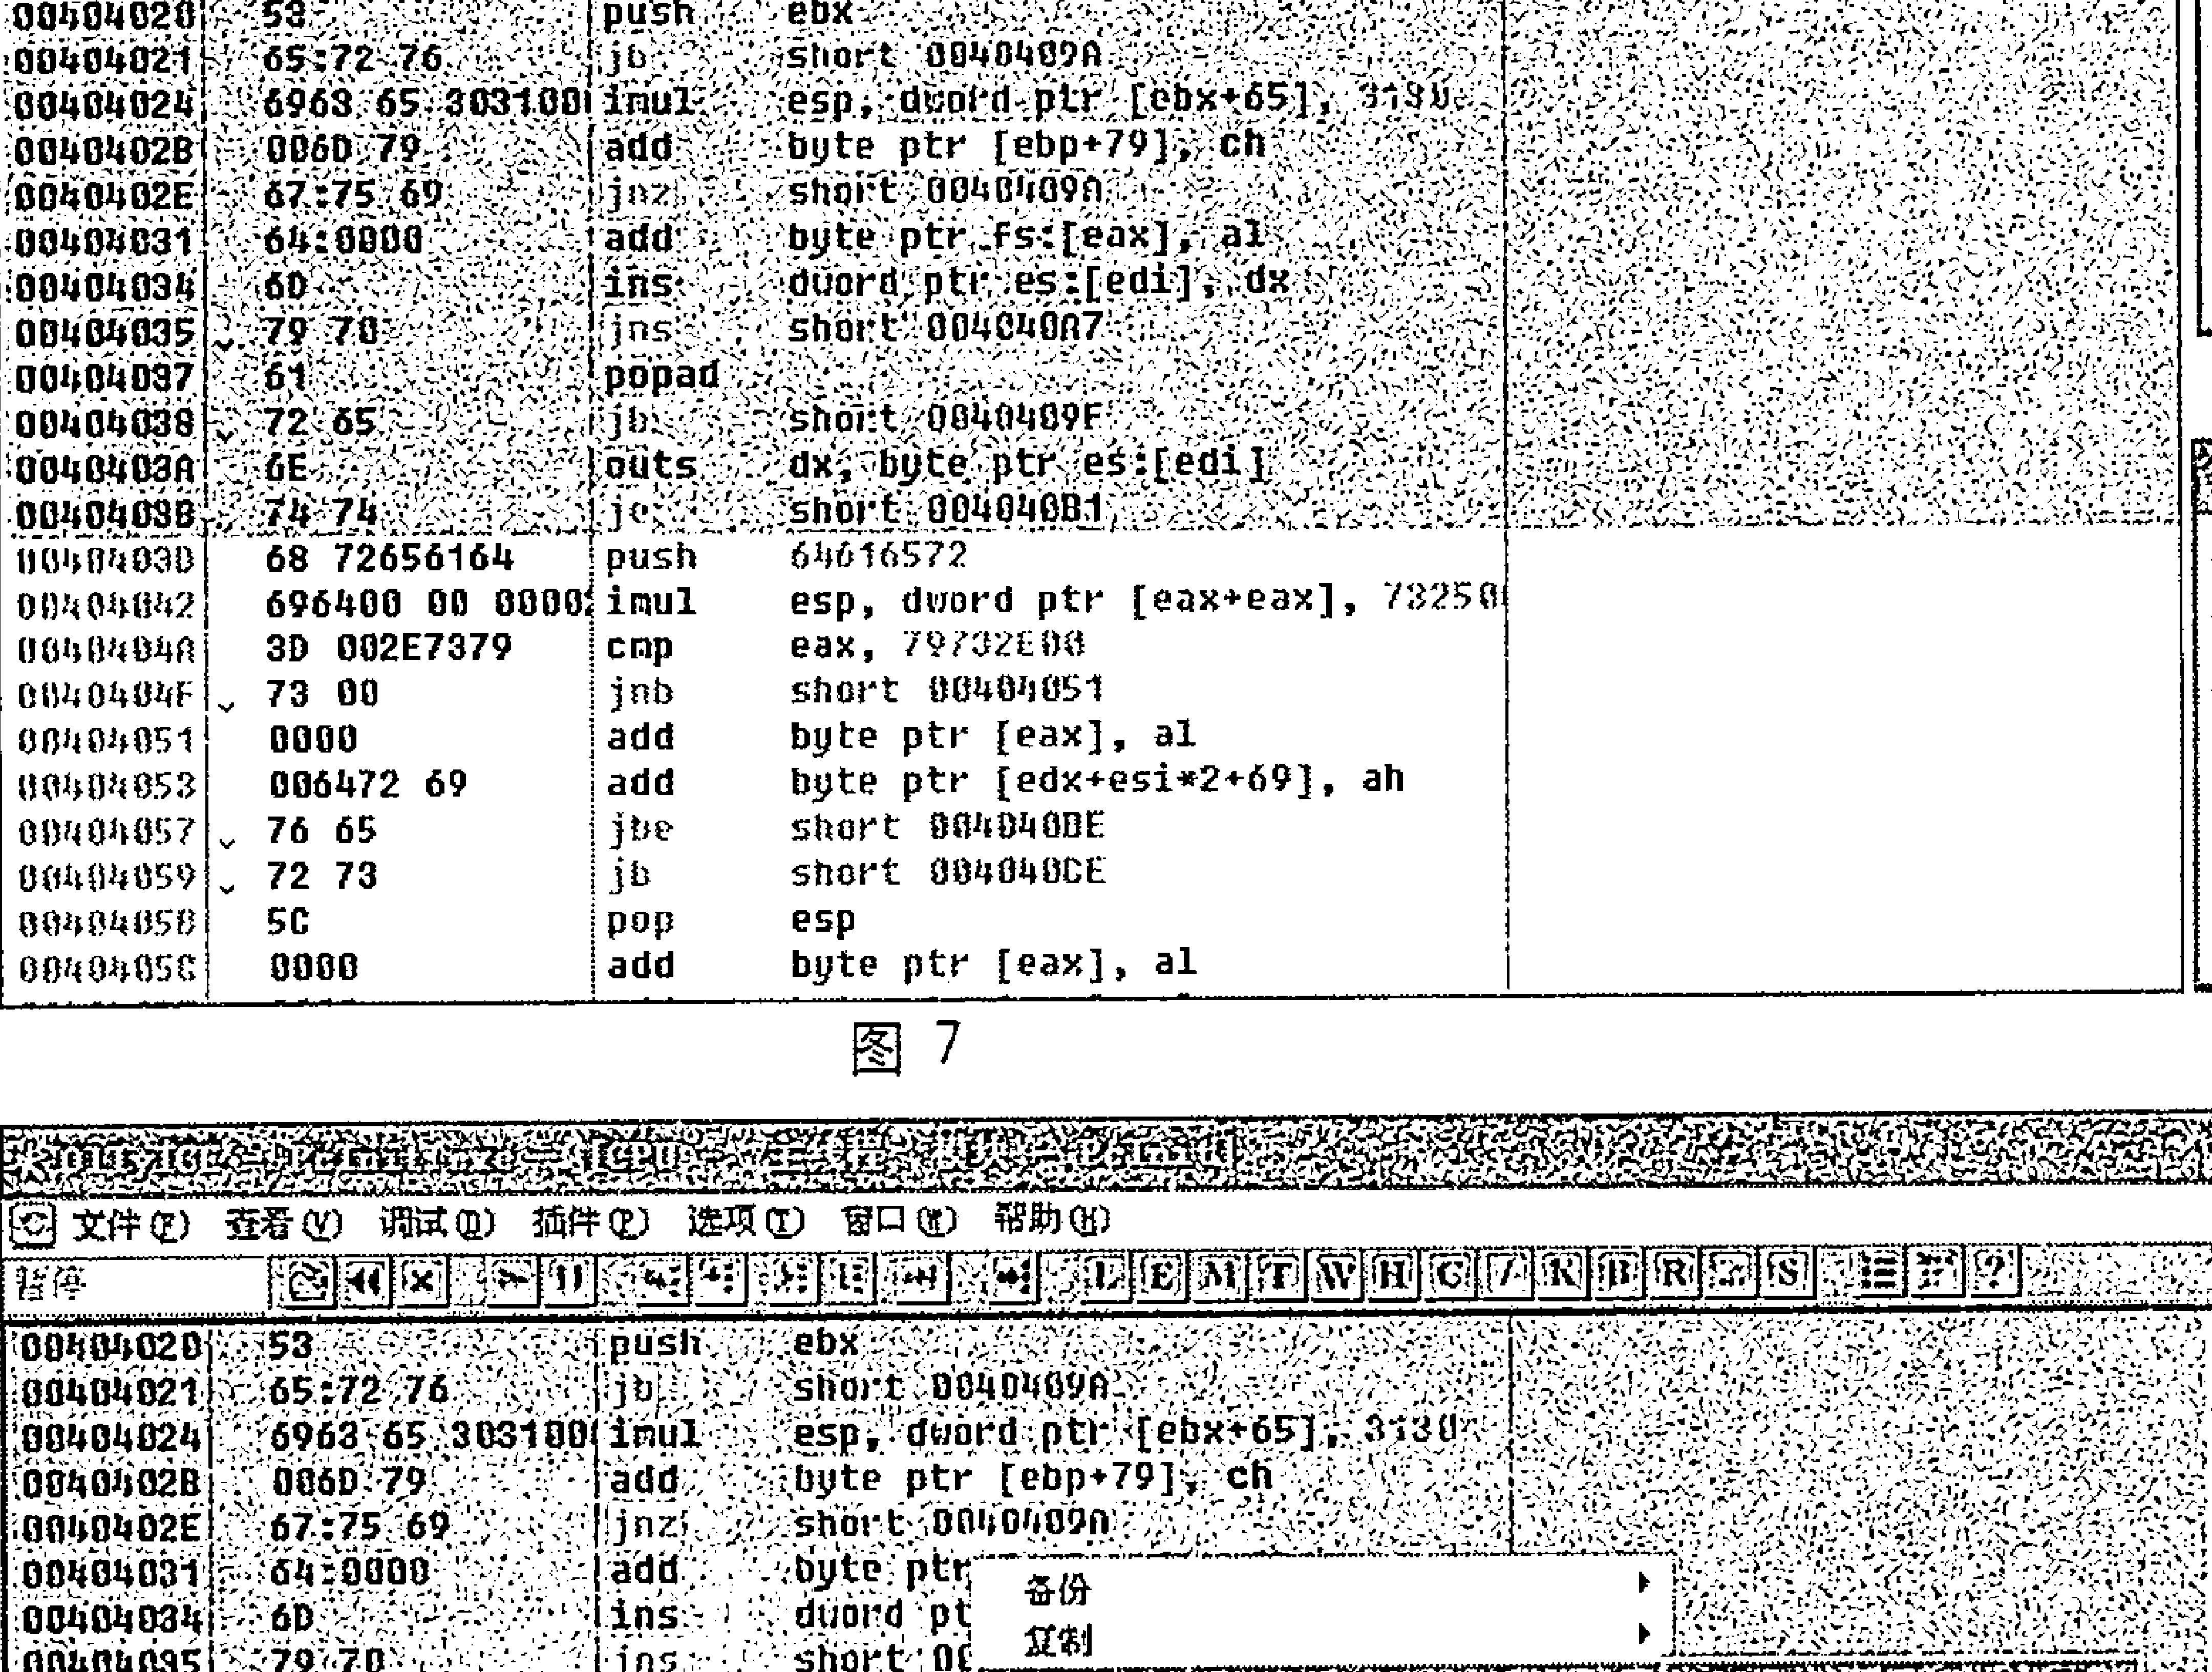 00404020 53 push ebx
00404021 65:72 76 jb short 0040409A
00404024 6963 65 303100 imul esp, dword ptr [ebx+65], 3130
0040402B 006D 79 add byte ptr [ebp+79], ch
0040402E 67:75 69 jnz short 0040409A
00404031 64:0000 add byte ptr fs:[eax], al
00404034 6D ins dword ptr es:[edi], dx
00404035 79 70 jns short 004040A7
00404037 61 popad
00404038 72 65 jb short 0040409F
0040403A 6E outs dx, byte ptr es:[edi]
0040403B 74 74 je short 004040B1
0040403D 68 72656164 push 64616572
00404042 696400 00 0000 imul esp, dword ptr [eax+eax], 73250
0040404A 3D 002E7379 cmp eax, 79732E00
0040404F 73 00 jnb short 00404051
00404051 0000 add byte ptr [eax], al
00404053 006472 69 add byte ptr [edx+esi*2+69], ah
00404057 76 65 jbe short 004040BE
00404059 72 73 jb short 004040CE
0040405B 5C pop esp
0040405C 0000 add byte ptr [eax], al
图 7
文件(F) 查看(V) 调试(D) 插件(P) 选项(T) 窗口(W) 帮助(H)
暂停 L E M T W H C / K B R ... S ?
00404020 53 push ebx
00404021 65:72 76 jb short 0040409A
00404024 6963 65 303100 imul esp, dword ptr [ebx+65], 3130
0040402B 006D 79 add byte ptr [ebp+79], ch
0040402E 67:75 69 jnz short 0040409A
00404031 64:0000 add byte ptr
00404034 6D ins dword pt
00404035 79 70 jns short 00
备份
复制